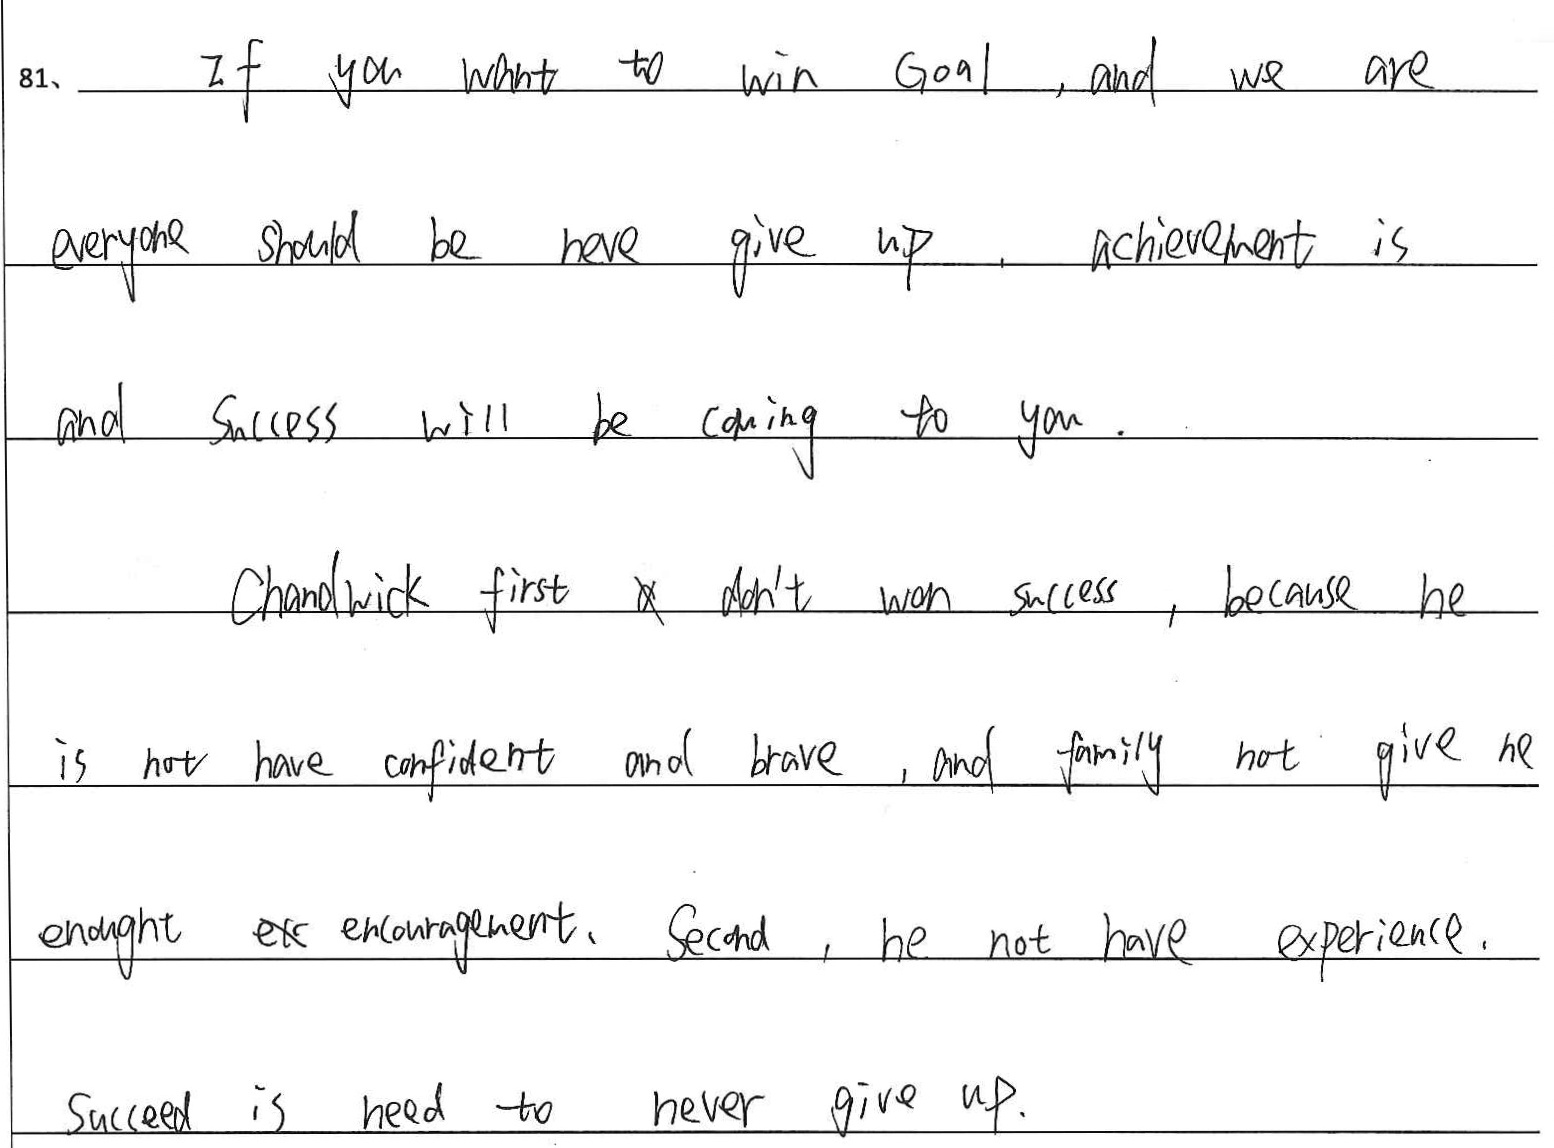 81、 If you want to win Goal , and we are
everyone should be neve give up . achievement is
and Success will be coming to you .
Chandwick first don't won success , because he
is not have confident and brave , and family not give he
enought encouragement. Second , he not have experience .
Succeed is need to never give up.